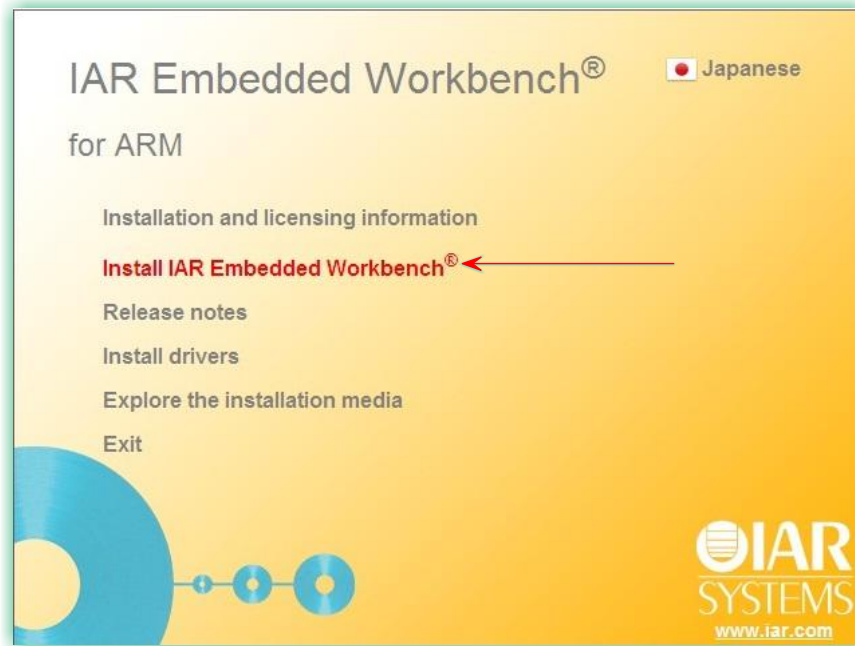 IAR Embedded Workbench®
Japanese
for ARM
Installation and licensing information
Install IAR Embedded Workbench®
Release notes
Install drivers
Explore the installation media
Exit
IAR
SYSTEMS
www.iar.com